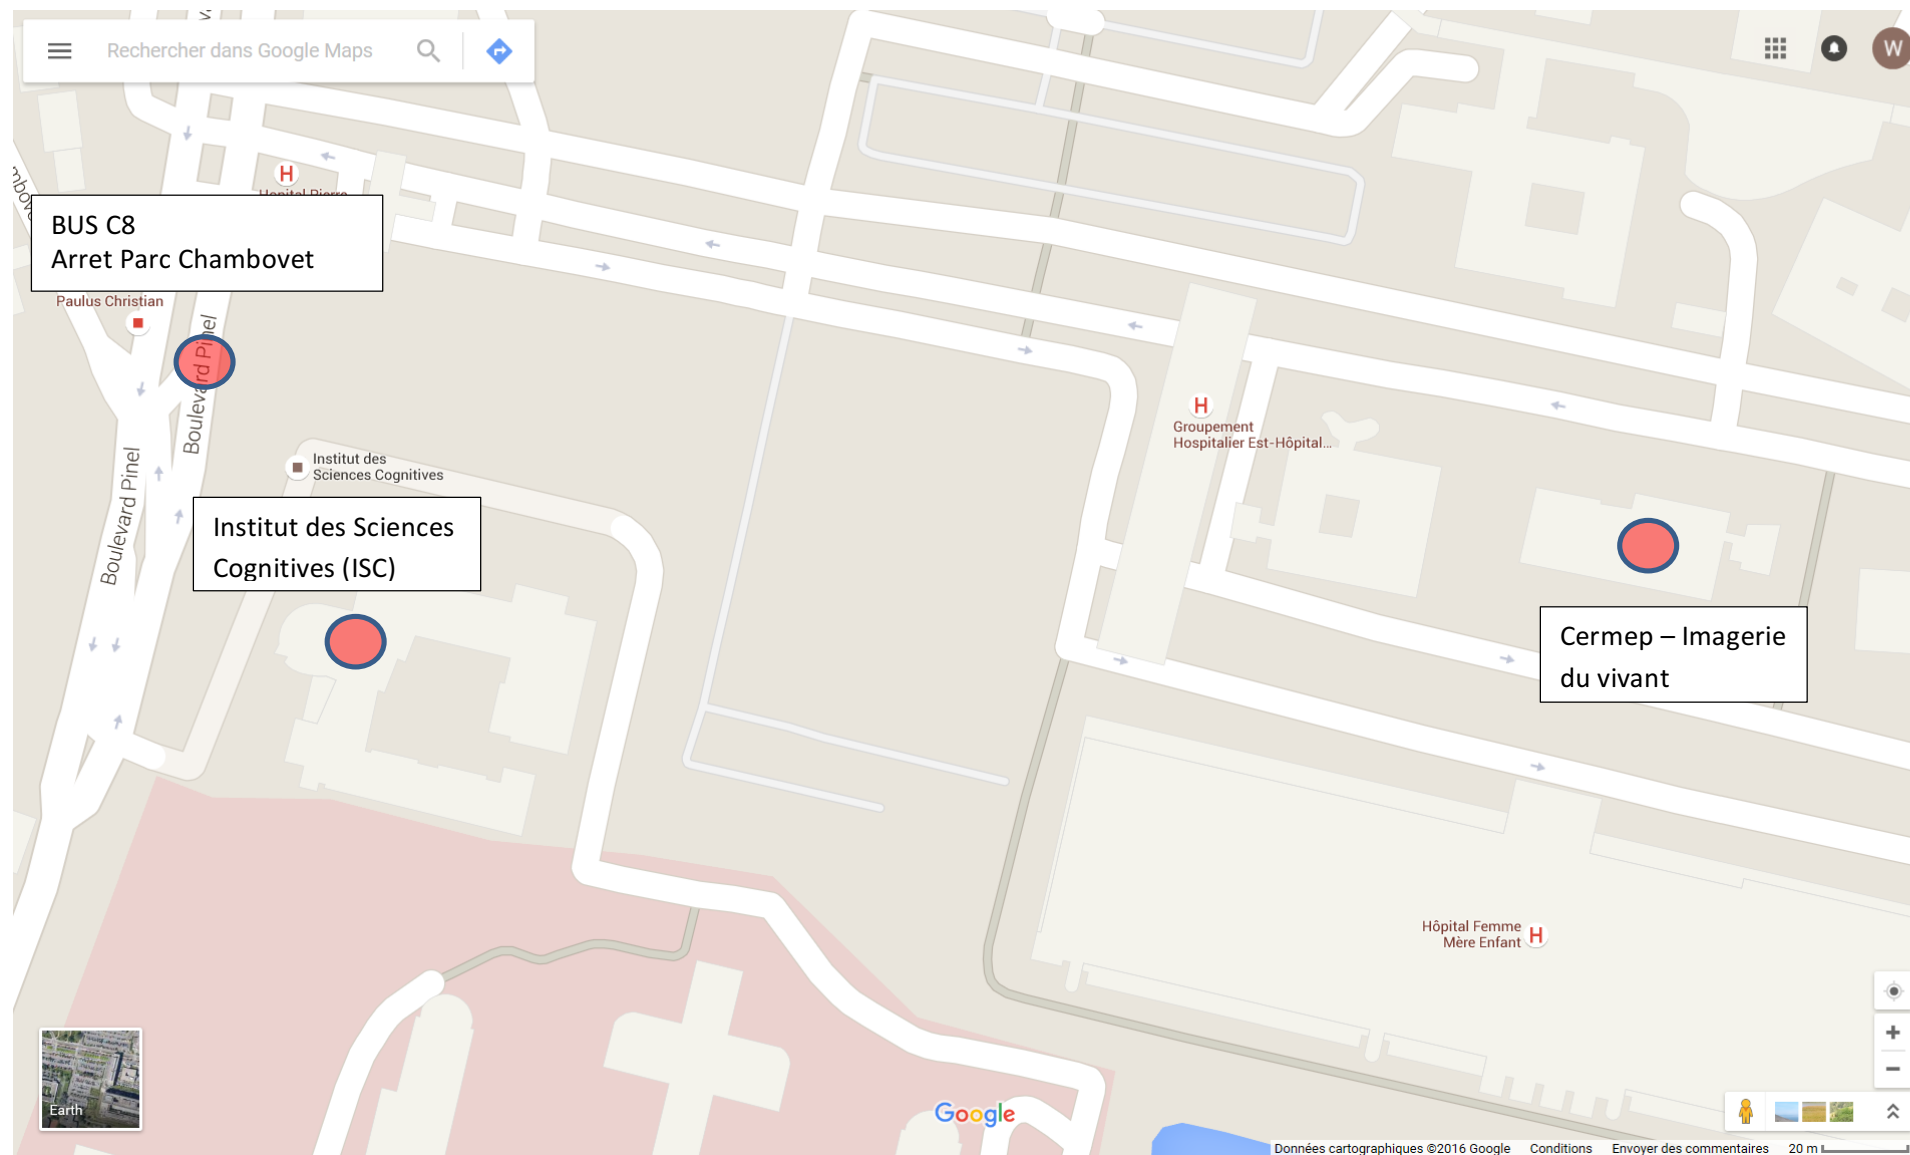 Rechercher dans Google Maps
W
H
Hopital Pierre
BUS C8
Arret Parc Chambovet
Paulus Christian
Boulevard Pinel
Boulevard Pinel
Institut des
Sciences Cognitives
Institut des Sciences
Cognitives (ISC)
H
Groupement
Hospitalier Est-Hôpital...
Cermep – Imagerie
du vivant
Hôpital Femme
Mère Enfant
H
Earth
Google
Données cartographiques ©2016 Google Conditions Envoyer des commentaires 20 m